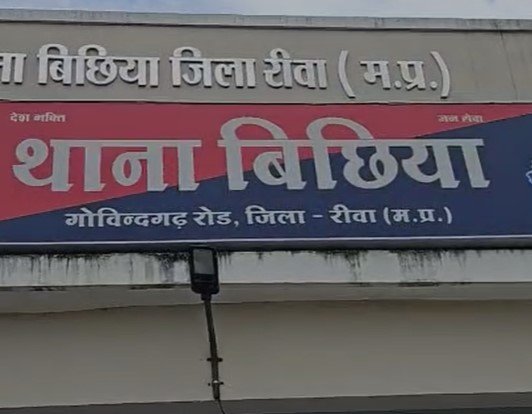 ना बिछिया जिला रीवा ( म.प्र.)
देश भक्ति
जन सेवा
थाना बिछिया
गोविन्दगढ़ रोड, जिला - रीवा (म.प्र.)